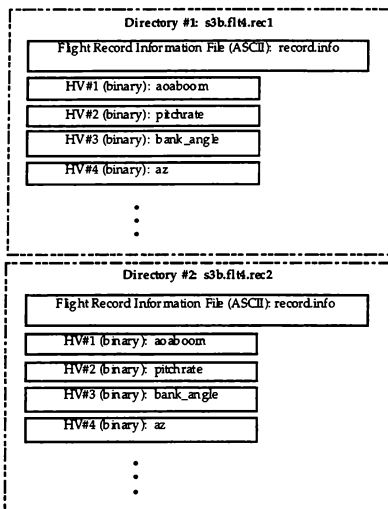 Directory #1: s3b.flt4.rec1
Flight Record Information File (ASCII): record.info
HV#1 (binary): aoaboom
HV#2 (binary): pitchrate
HV#3 (binary): bank_angle
HV#4 (binary): az
Directory #2: s3b.flt4.rec2
Flight Record Information File (ASCII): record.info
HV#1 (binary): aoaboom
HV#2 (binary): pitchrate
HV#3 (binary): bank_angle
HV#4 (binary): az